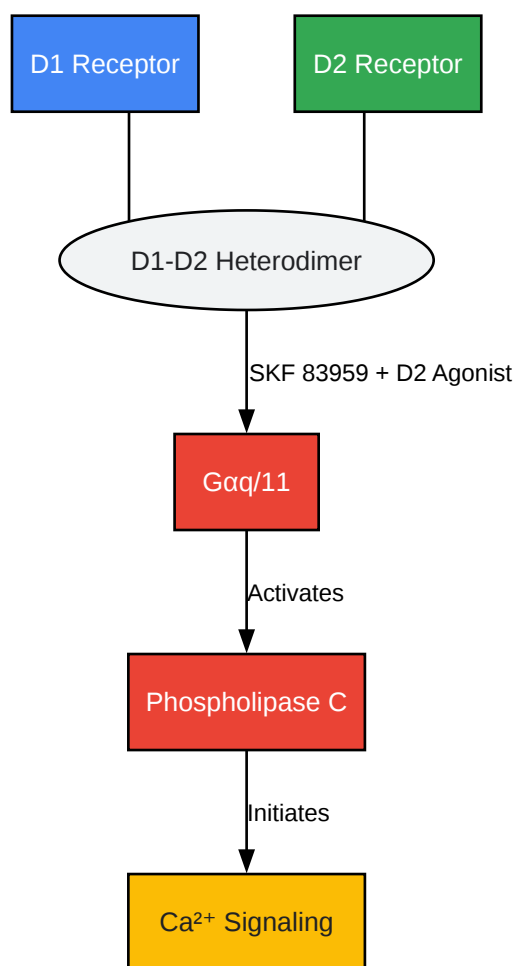 D1 Receptor
D2 Receptor
D1-D2 Heterodimer
SKF 83959 + D2 Agonist
Gαq/11
Activates
Phospholipase C
Initiates
Ca²⁺ Signaling